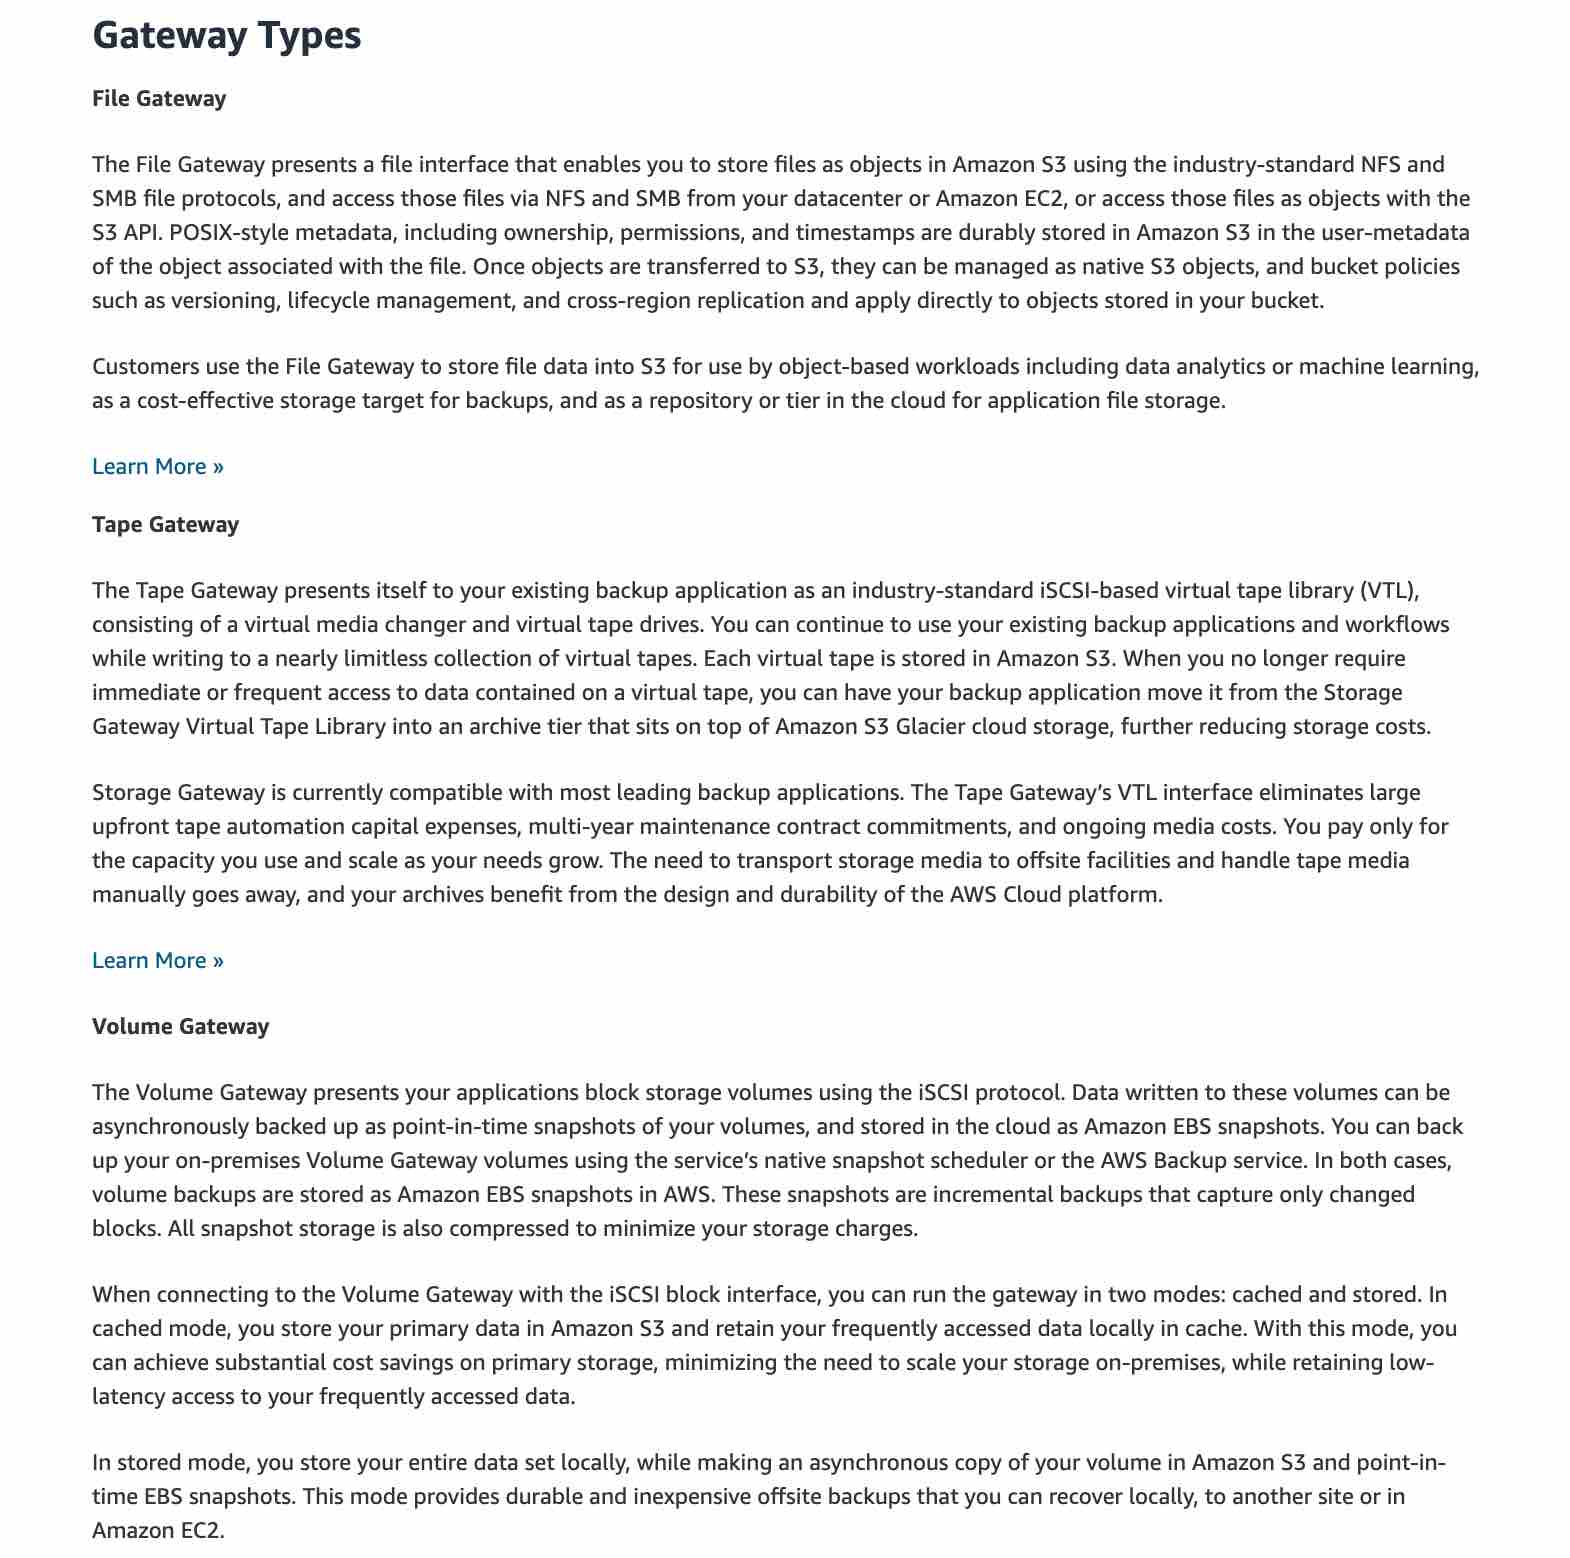 Gateway Types
File Gateway
The File Gateway presents a file interface that enables you to store files as objects in Amazon S3 using the industry-standard NFS and
SMB file protocols, and access those files via NFS and SMB from your datacenter or Amazon EC2, or access those files as objects with the
S3 API. POSIX-style metadata, including ownership, permissions, and timestamps are durably stored in Amazon S3 in the user-metadata
of the object associated with the file. Once objects are transferred to S3, they can be managed as native S3 objects, and bucket policies
such as versioning, lifecycle management, and cross-region replication and apply directly to objects stored in your bucket.
Customers use the File Gateway to store file data into S3 for use by object-based workloads including data analytics or machine learning,
as a cost-effective storage target for backups, and as a repository or tier in the cloud for application file storage.
Learn More »
Tape Gateway
The Tape Gateway presents itself to your existing backup application as an industry-standard iSCSI-based virtual tape library (VTL),
consisting of a virtual media changer and virtual tape drives. You can continue to use your existing backup applications and workflows
while writing to a nearly limitless collection of virtual tapes. Each virtual tape is stored in Amazon S3. When you no longer require
immediate or frequent access to data contained on a virtual tape, you can have your backup application move it from the Storage
Gateway Virtual Tape Library into an archive tier that sits on top of Amazon S3 Glacier cloud storage, further reducing storage costs.
Storage Gateway is currently compatible with most leading backup applications. The Tape Gateway’s VTL interface eliminates large
upfront tape automation capital expenses, multi-year maintenance contract commitments, and ongoing media costs. You pay only for
the capacity you use and scale as your needs grow. The need to transport storage media to offsite facilities and handle tape media
manually goes away, and your archives benefit from the design and durability of the AWS Cloud platform.
Learn More »
Volume Gateway
The Volume Gateway presents your applications block storage volumes using the iSCSI protocol. Data written to these volumes can be
asynchronously backed up as point-in-time snapshots of your volumes, and stored in the cloud as Amazon EBS snapshots. You can back
up your on-premises Volume Gateway volumes using the service’s native snapshot scheduler or the AWS Backup service. In both cases,
volume backups are stored as Amazon EBS snapshots in AWS. These snapshots are incremental backups that capture only changed
blocks. All snapshot storage is also compressed to minimize your storage charges.
When connecting to the Volume Gateway with the iSCSI block interface, you can run the gateway in two modes: cached and stored. In
cached mode, you store your primary data in Amazon S3 and retain your frequently accessed data locally in cache. With this mode, you
can achieve substantial cost savings on primary storage, minimizing the need to scale your storage on-premises, while retaining low-
latency access to your frequently accessed data.
In stored mode, you store your entire data set locally, while making an asynchronous copy of your volume in Amazon S3 and point-in-
time EBS snapshots. This mode provides durable and inexpensive offsite backups that you can recover locally, to another site or in
Amazon EC2.